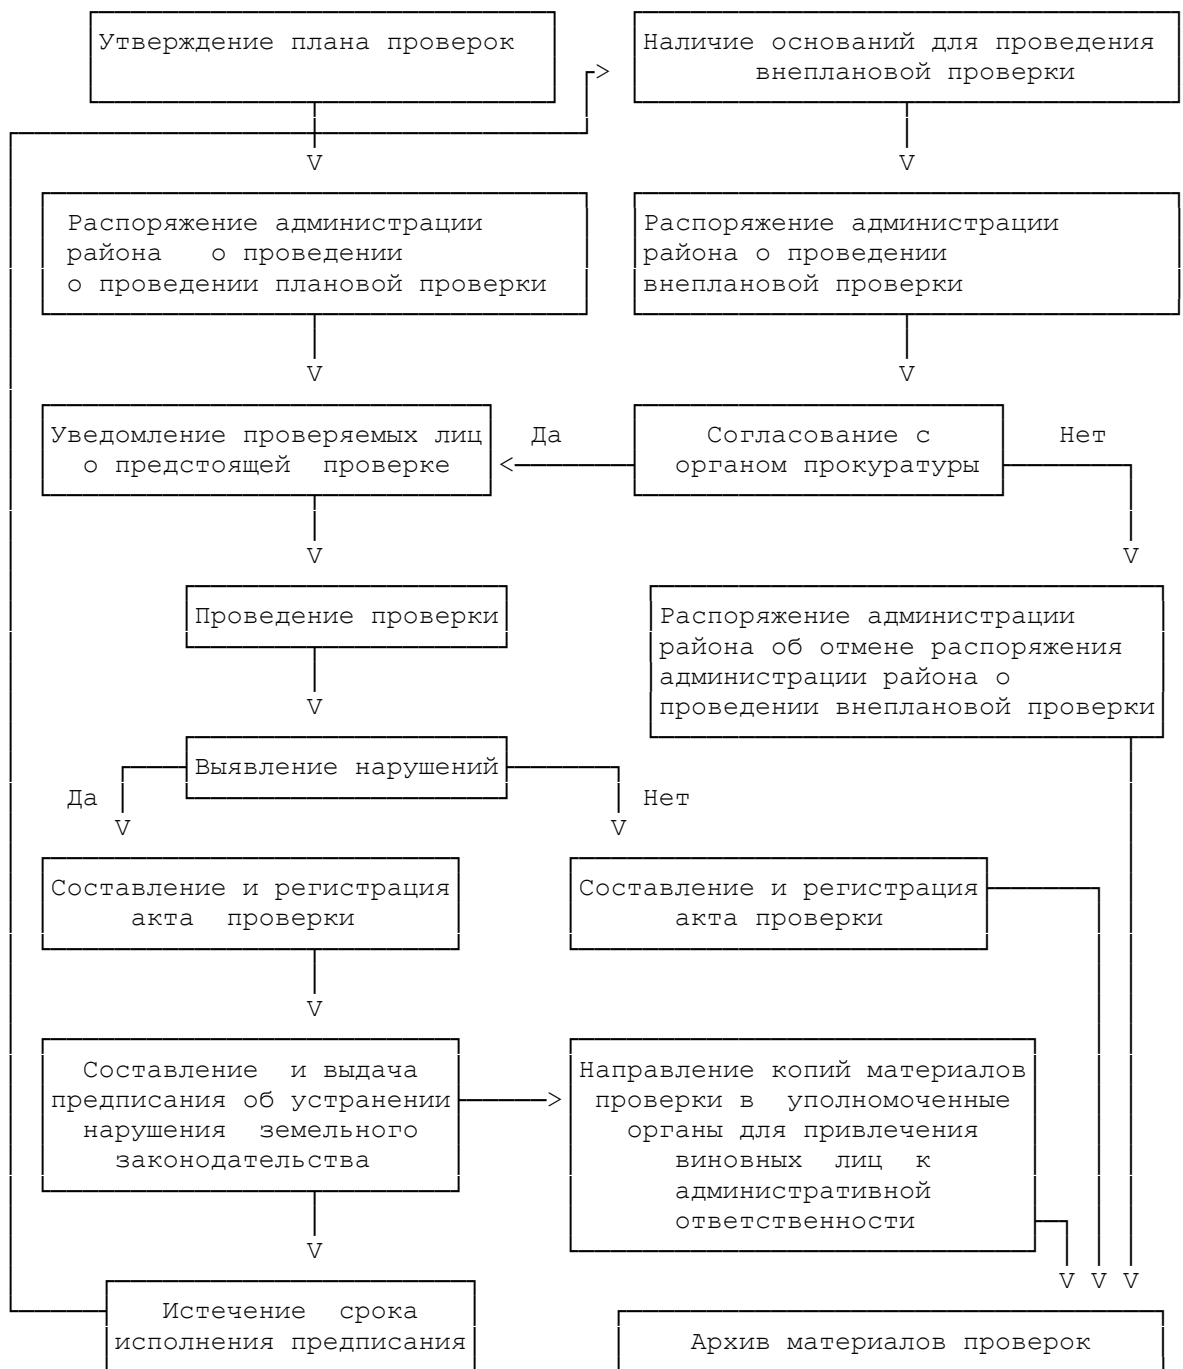 Утверждение плана проверок
Наличие оснований для проведения
внеплановой проверки
>
V
V
Распоряжение администрации
района о проведении
о проведении плановой проверки
Распоряжение администрации
района о проведении
внеплановой проверки
V
V
Уведомление проверяемых лиц
о предстоящей проверке
Да
<
Согласование с
органом прокуратуры
Нет
V
V
Проведение проверки
Распоряжение администрации
района об отмене распоряжения
администрации района о
проведении внеплановой проверки
V
Выявление нарушений
Да
Нет
V
V
Составление и регистрация
акта проверки
Составление и регистрация
акта проверки
V
Составление и выдача
предписания об устранении
нарушения земельного
законодательства
>
Направление копий материалов
проверки в уполномоченные
органы для привлечения
виновных лиц к
административной
ответственности
V
V V V
Истечение срока
исполнения предписания
Архив материалов проверок